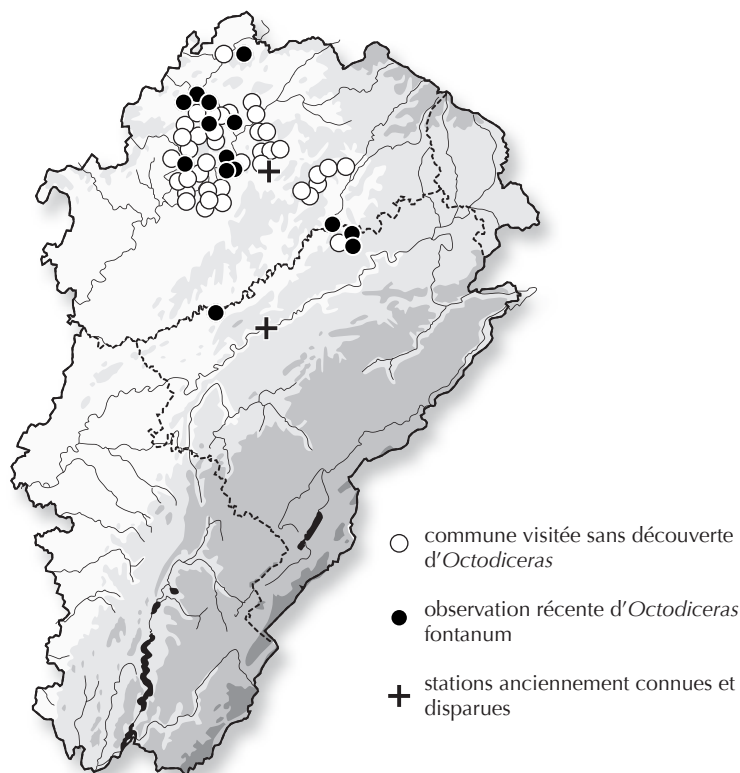 commune visitée sans découverte
d'Octodiceras
observation récente d'Octodiceras
fontanum
stations anciennement connues et
disparues